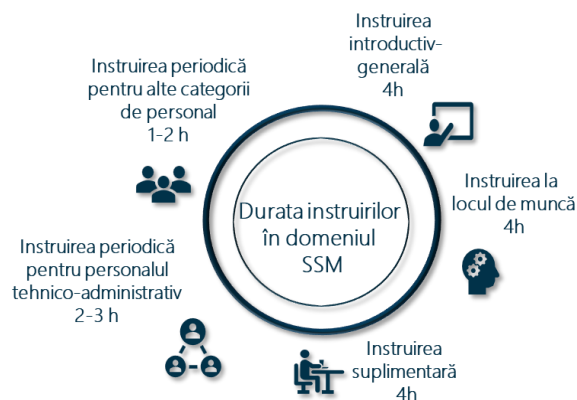 Durata instruirilor
în domeniul
SSM
Instruirea
introductiv-
generală
4h
Instruirea la
locul de muncă
4h
Instruirea
suplimentară
4h
Instruirea periodică
pentru personalul
tehnico-administrativ
2-3 h
Instruirea periodică
pentru alte categorii
de personal
1-2 h